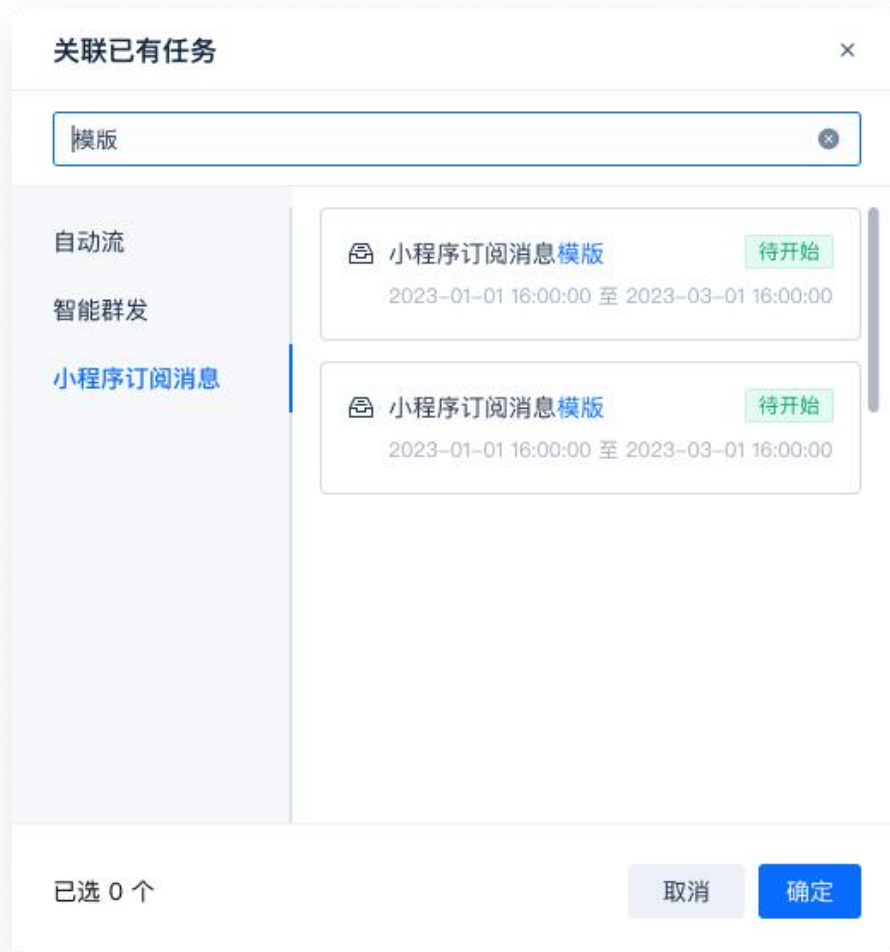 关联已有任务
模版
自动流
智能群发
小程序订阅消息
小程序订阅消息模版 待开始
2023-01-01 16:00:00 至 2023-03-01 16:00:00
小程序订阅消息模版 待开始
2023-01-01 16:00:00 至 2023-03-01 16:00:00
已选 0 个
取消 确定